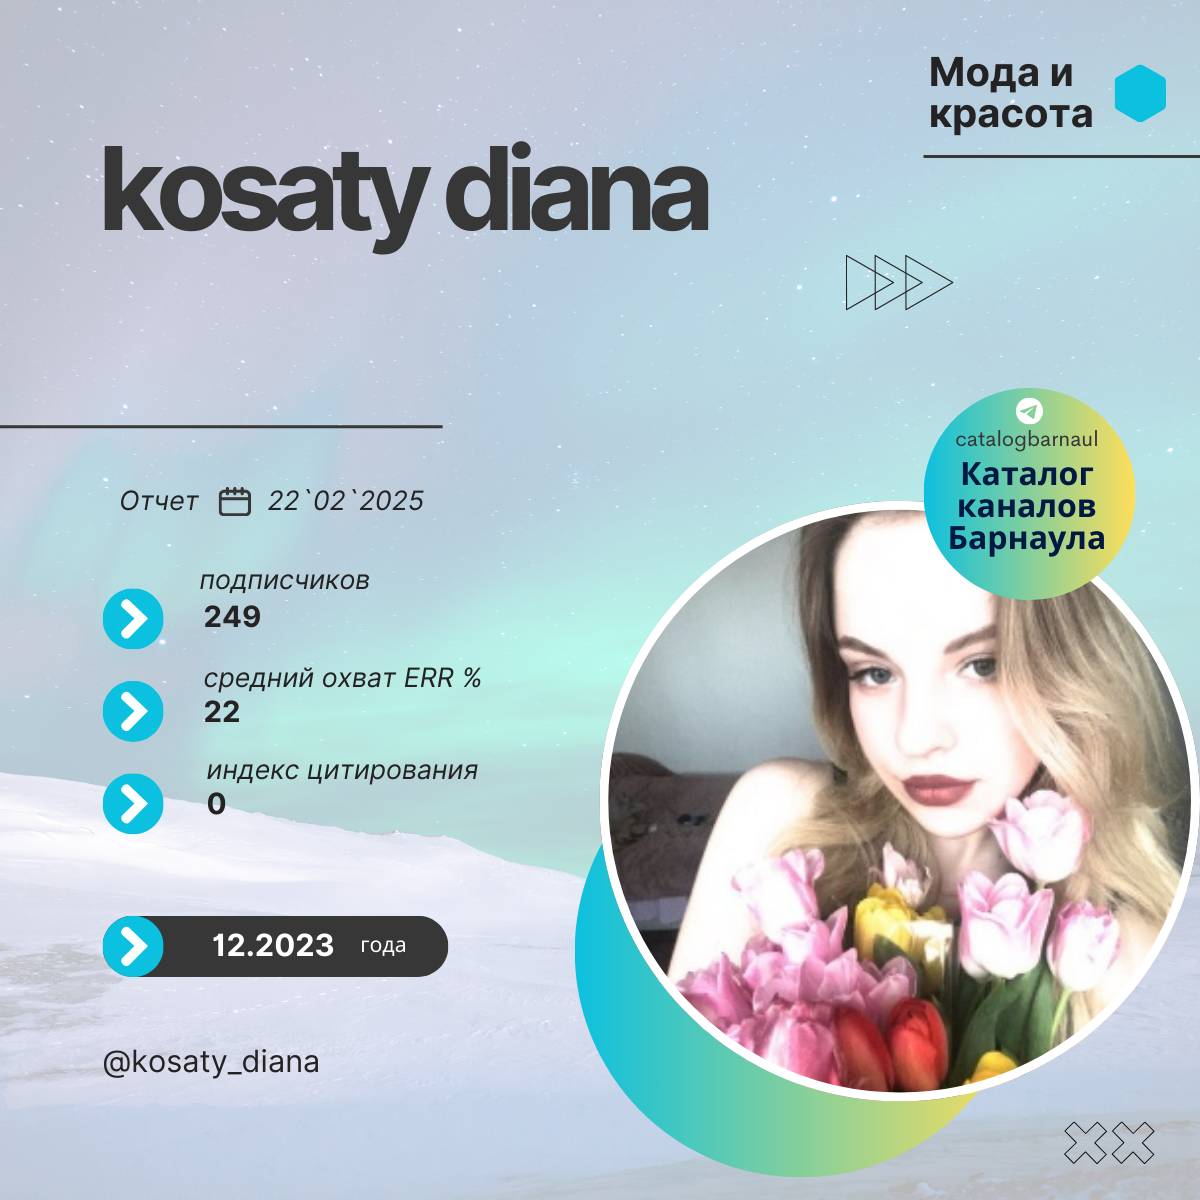 Мода и
красота
kosaty diana
catalogbarnaul
Каталог
каналов
Барнаула
Отчет 22`02`2025
подписчиков
249
средний охват ERR %
22
индекс цитирования
0
12.2023 года
@kosaty_diana